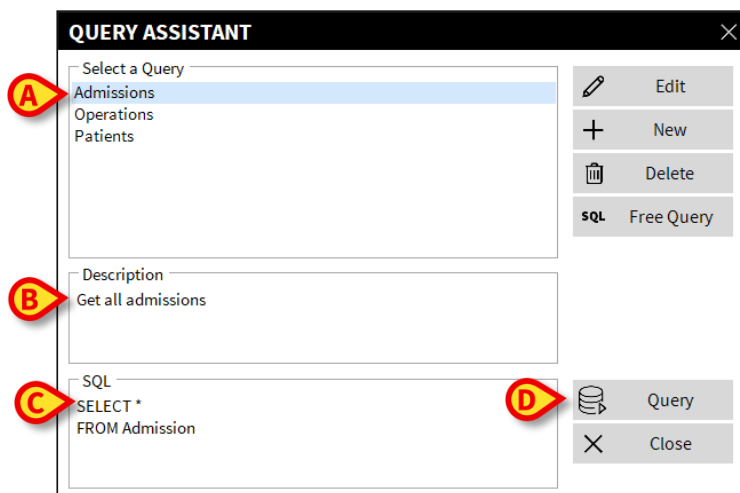 QUERY ASSISTANT
Select a Query
A
Admissions
Operations
Patients
Edit
New
Delete
SQL Free Query
Description
B
Get all admissions
SQL
C
SELECT *
FROM Admission
D
Query
Close